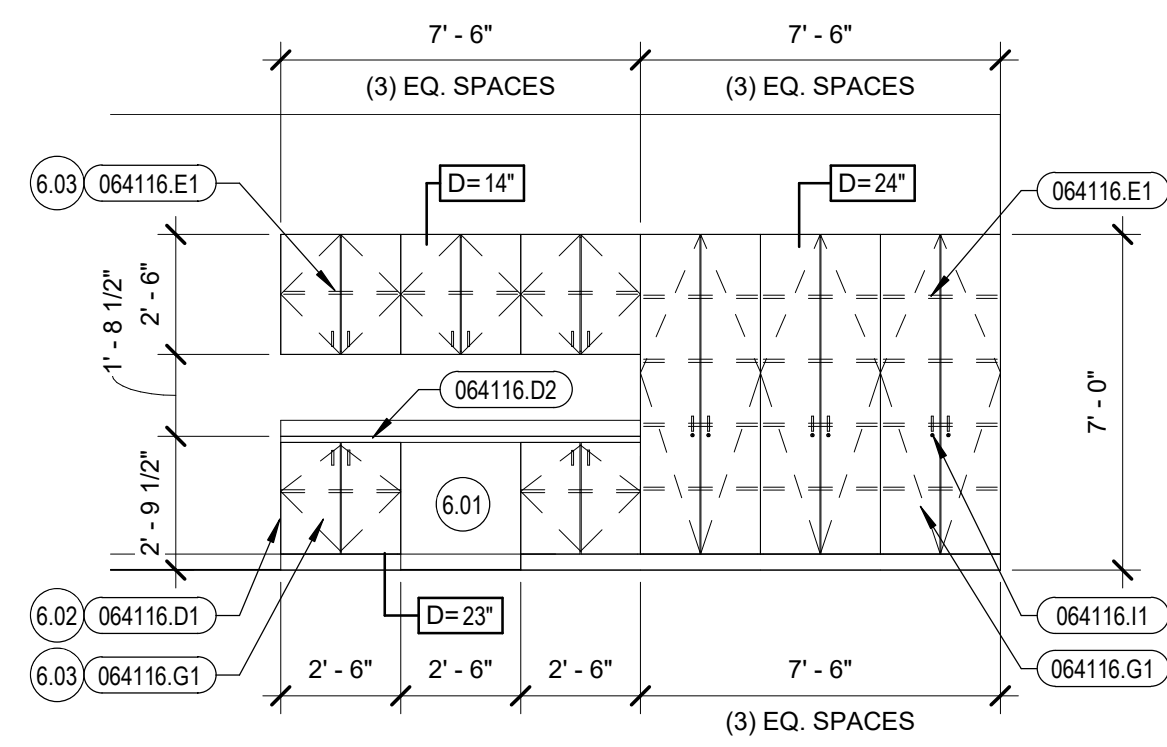 7' - 6"
7' - 6"
(3) EQ. SPACES
(3) EQ. SPACES
6.03
064116.E1
D= 14"
D= 24"
064116.E1
2' - 6"
1' - 8 1/2"
064116.D2
7' - 0"
2' - 9 1/2"
6.01
6.02
064116.D1
D= 23"
064116.I1
6.03
064116.G1
2' - 6"
2' - 6"
2' - 6"
7' - 6"
064116.G1
(3) EQ. SPACES